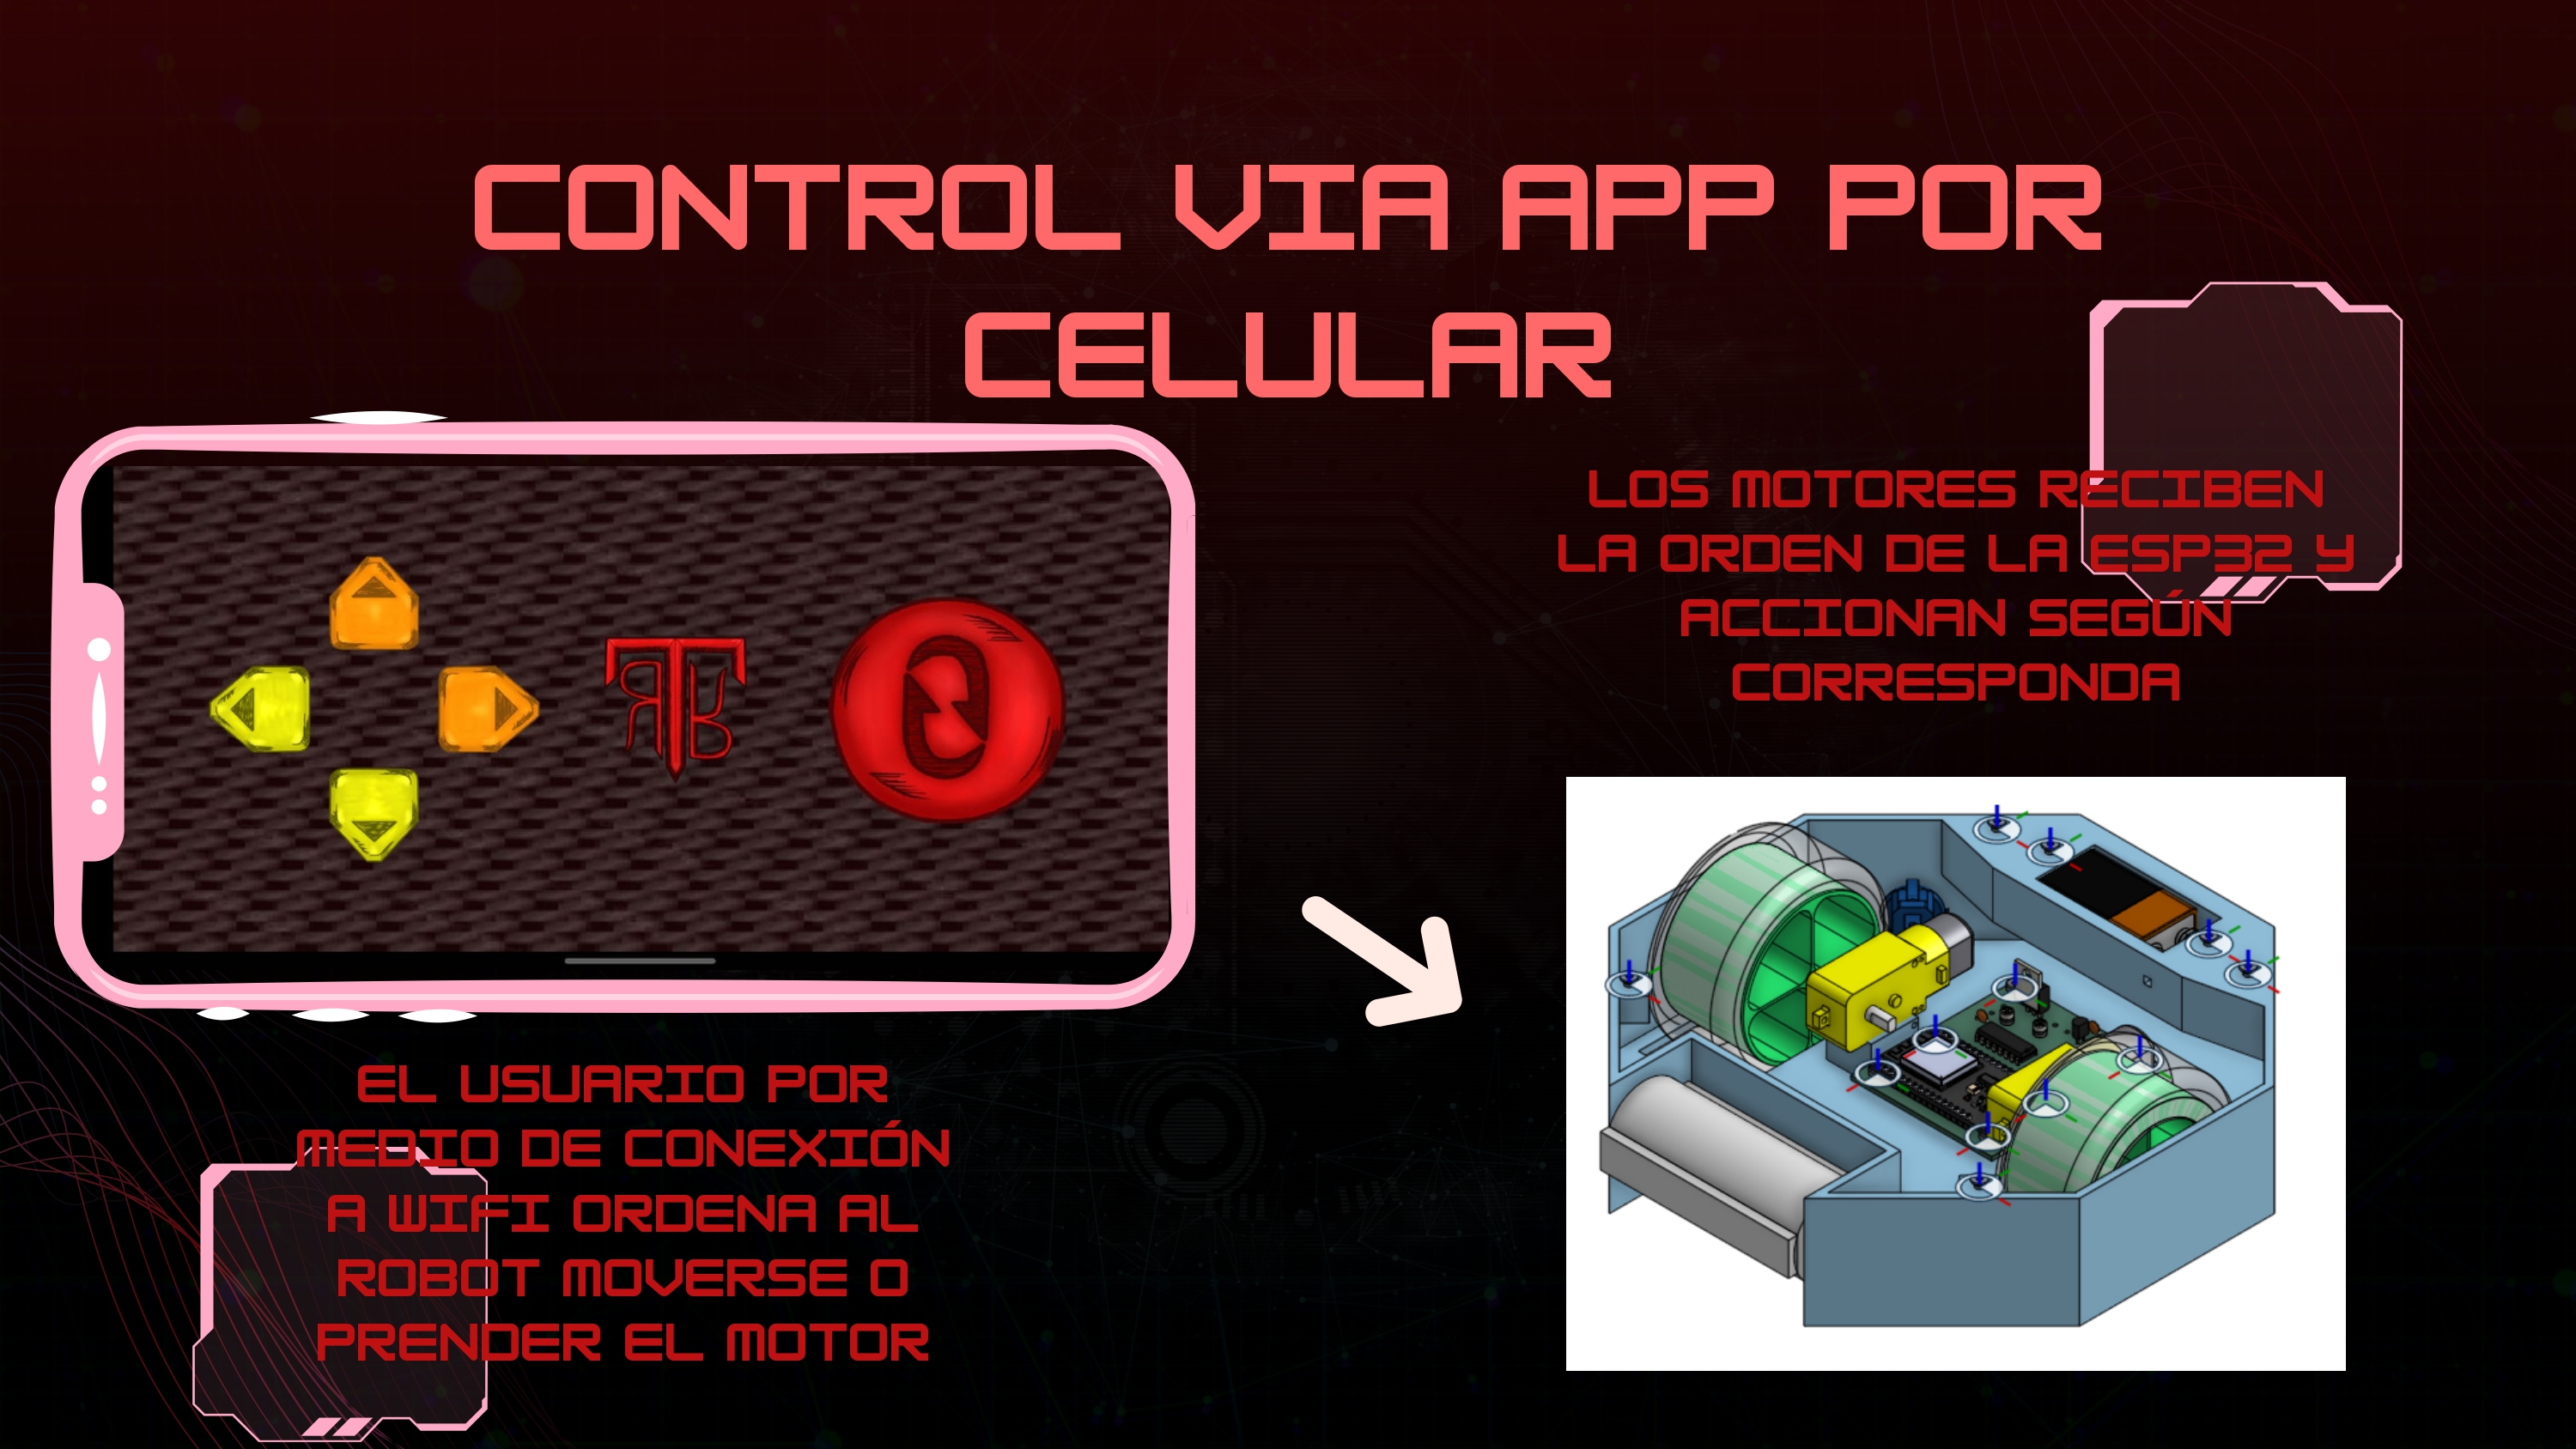 CONTROL VIA APP POR
CELULAR
LOS MOTORES RECIBEN
LA ORDEN DE LA ESP32 Y
ACCIONAN SEGÚN
CORRESPONDA
EL USUARIO POR
MEDIO DE CONEXIÓN
A WIFI ORDENA AL
ROBOT MOVERSE O
PRENDER EL MOTOR